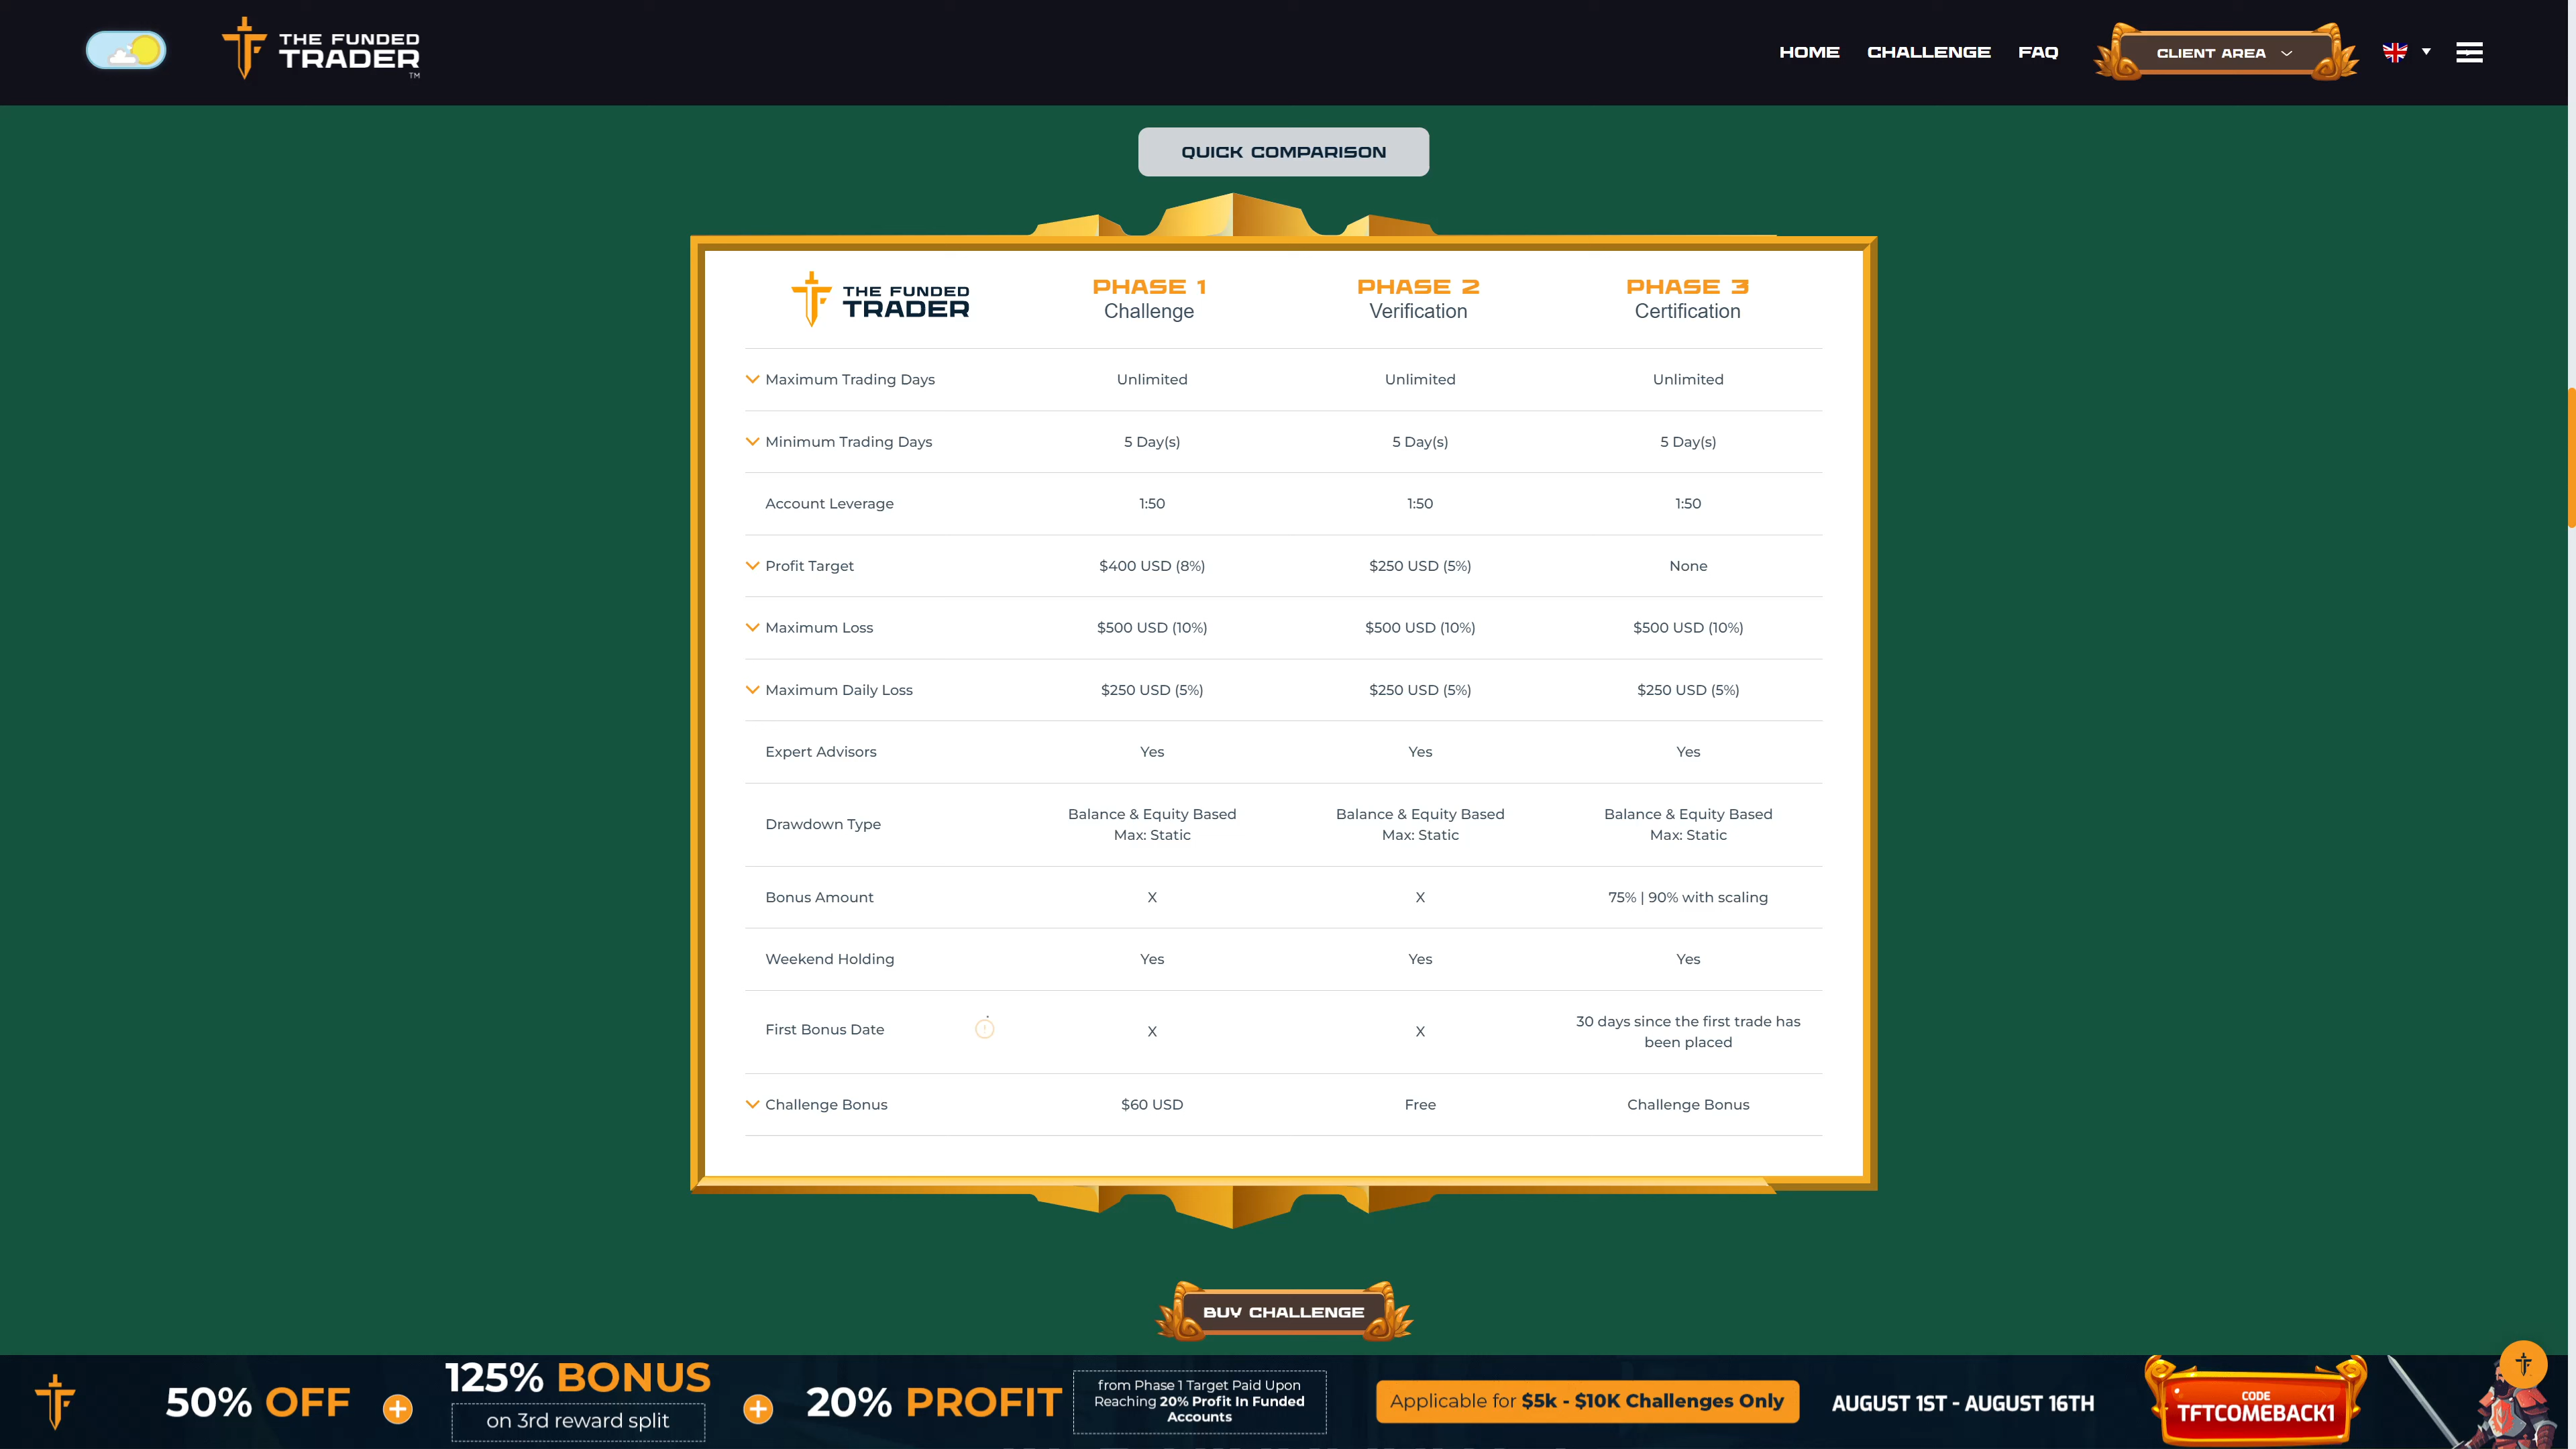 THE FUNDED
TRADER
TM
HOME CHALLENGE FAQ CLIENT AREA
QUICK COMPARISON
THE FUNDED
TRADER
PHASE 1 PHASE 2 PHASE 3
Challenge Verification Certification
Maximum Trading Days Unlimited Unlimited Unlimited
Minimum Trading Days 5 Day(s) 5 Day(s) 5 Day(s)
Account Leverage 1:50 1:50 1:50
Profit Target $400 USD (8%) $250 USD (5%) None
Maximum Loss $500 USD (10%) $500 USD (10%) $500 USD (10%)
Maximum Daily Loss $250 USD (5%) $250 USD (5%) $250 USD (5%)
Expert Advisors Yes Yes Yes
Drawdown Type Balance & Equity Based Balance & Equity Based Balance & Equity Based
Max: Static Max: Static Max: Static
Bonus Amount X X 75% | 90% with scaling
Weekend Holding Yes Yes Yes
First Bonus Date X X 30 days since the first trade has
been placed
Challenge Bonus $60 USD Free Challenge Bonus
BUY CHALLENGE
50% OFF
125% BONUS
on 3rd reward split
20% PROFIT
from Phase 1 Target Paid Upon
Reaching 20% Profit In Funded
Accounts
Applicable for $5k - $10K Challenges Only
AUGUST 1ST - AUGUST 16TH
CODE
TFTCOMEBACK1